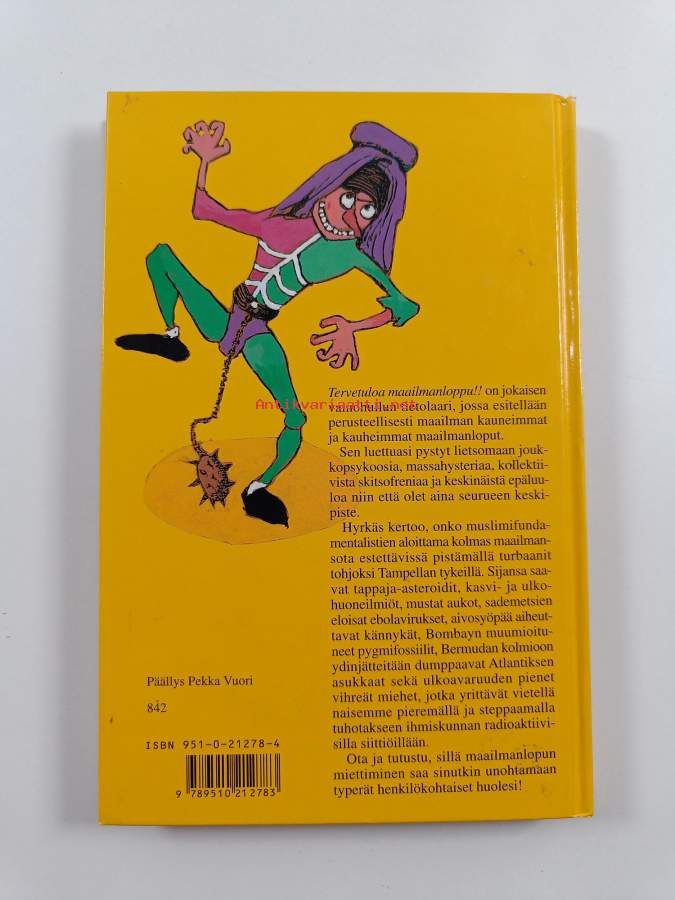 Tervetuloa maailmanloppu!! on jokaisen
Antikvariaatti.net
valiohullun tietolaari, jossa esitellään
perusteellisesti maailman kauneimmat
ja kauheimmat maailmanloput.
Sen luettuasi pystyt lietsomaan jouk-
kopsykoosia, massahysteriaa, kollektii-
vista skitsofreniaa ja keskinäistä epäluu-
loa niin että olet aina seurueen keski-
piste.
Hyrkäs kertoo, onko muslimifunda-
mentalistien aloittama kolmas maailman-
sota estettävissä pistämällä turbaanit
tohjoksi Tampellan tykeillä. Sijansa saa-
vat tappaja-asteroidit, kasvi- ja ulko-
huoneilmiöt, mustat aukot, sademetsien
eloisat ebolavirukset, aivosyöpää aiheut-
tavat kännykät, Bombayn muumioitu-
neet pygmifossiilit, Bermudan kolmioon
ydinjätteitään dumppaavat Atlantiksen
asukkaat sekä ulkoavaruuden pienet
vihreät miehet, jotka yrittävät vietellä
naisemme pieremällä ja steppaamalla
tuhotakseen ihmiskunnan radioaktiivi-
silla siittiöillään.
Ota ja tutustu, sillä maailmanlopun
miettiminen saa sinutkin unohtamaan
typerät henkilökohtaiset huolesi!
Päällys Pekka Vuori
842
ISBN 951-0-21278-4
9 789510 212783